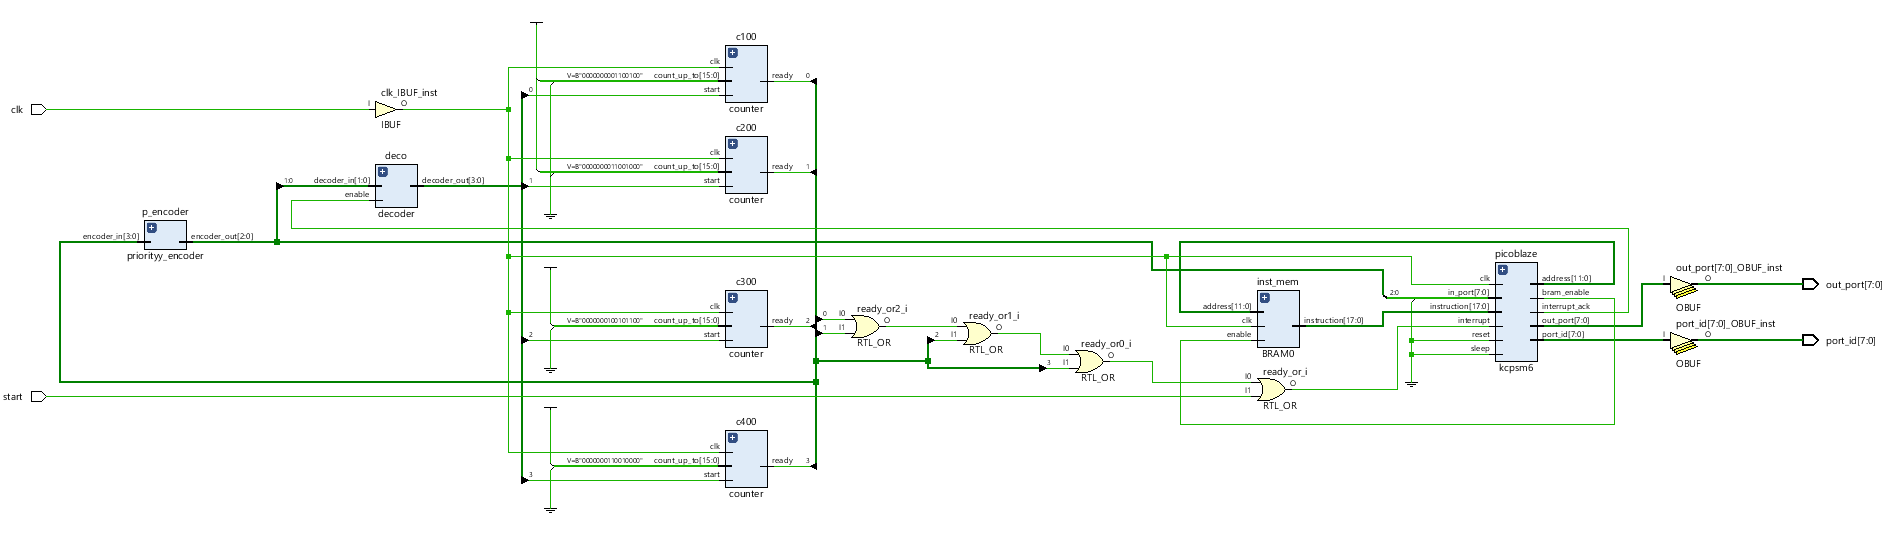 c100
clk
V=B"0000000001100100" count_up_to[15:0] ready 0
0 start
counter
clk
I clk_IBUF_inst O
IBUF
c200
clk
V=B"0000000011001000" count_up_to[15:0] ready 1
1 start
counter
deco
1:0 decoder_in[1:0] decoder_out[3:0]
enable
decoder
p_encoder
encoder_in[3:0] encoder_out[2:0]
priorityy_encoder
c300
clk
V=B"0000000100101100" count_up_to[15:0] ready 2
2 start
counter
0 I0 ready_or2_i O
1 I1
RTL_OR
I0 ready_or1_i O
2 I1
RTL_OR
I0 ready_or0_i O
3 I1
RTL_OR
inst_mem
address[11:0]
clk instruction[17:0]
enable
BRAM0
I0 ready_or_i O
I1
RTL_OR
picoblaze
clk address[11:0]
2:0 in_port[7:0] bram_enable
instruction[17:0] interrupt_ack
interrupt out_port[7:0]
reset port_id[7:0]
sleep
kcpsm6
out_port[7:0]_OBUF_inst
I O
OBUF
out_port[7:0]
port_id[7:0]_OBUF_inst
I O
OBUF
port_id[7:0]
start
c400
clk
V=B"0000000110010000" count_up_to[15:0] ready 3
3 start
counter